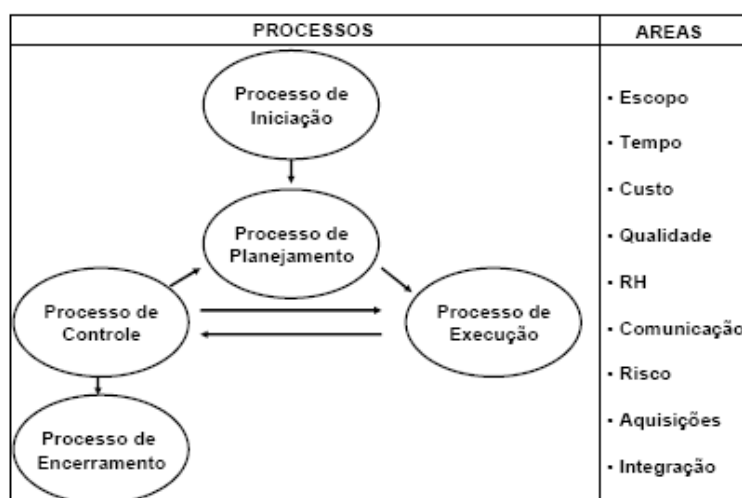 PROCESSOS
AREAS
Processo de
Iniciação
Processo de
Planejamento
Processo de
Controle
Processo de
Execução
Processo de
Encerramento
• Escopo
• Tempo
• Custo
• Qualidade
• RH
• Comunicação
• Risco
• Aquisições
• Integração